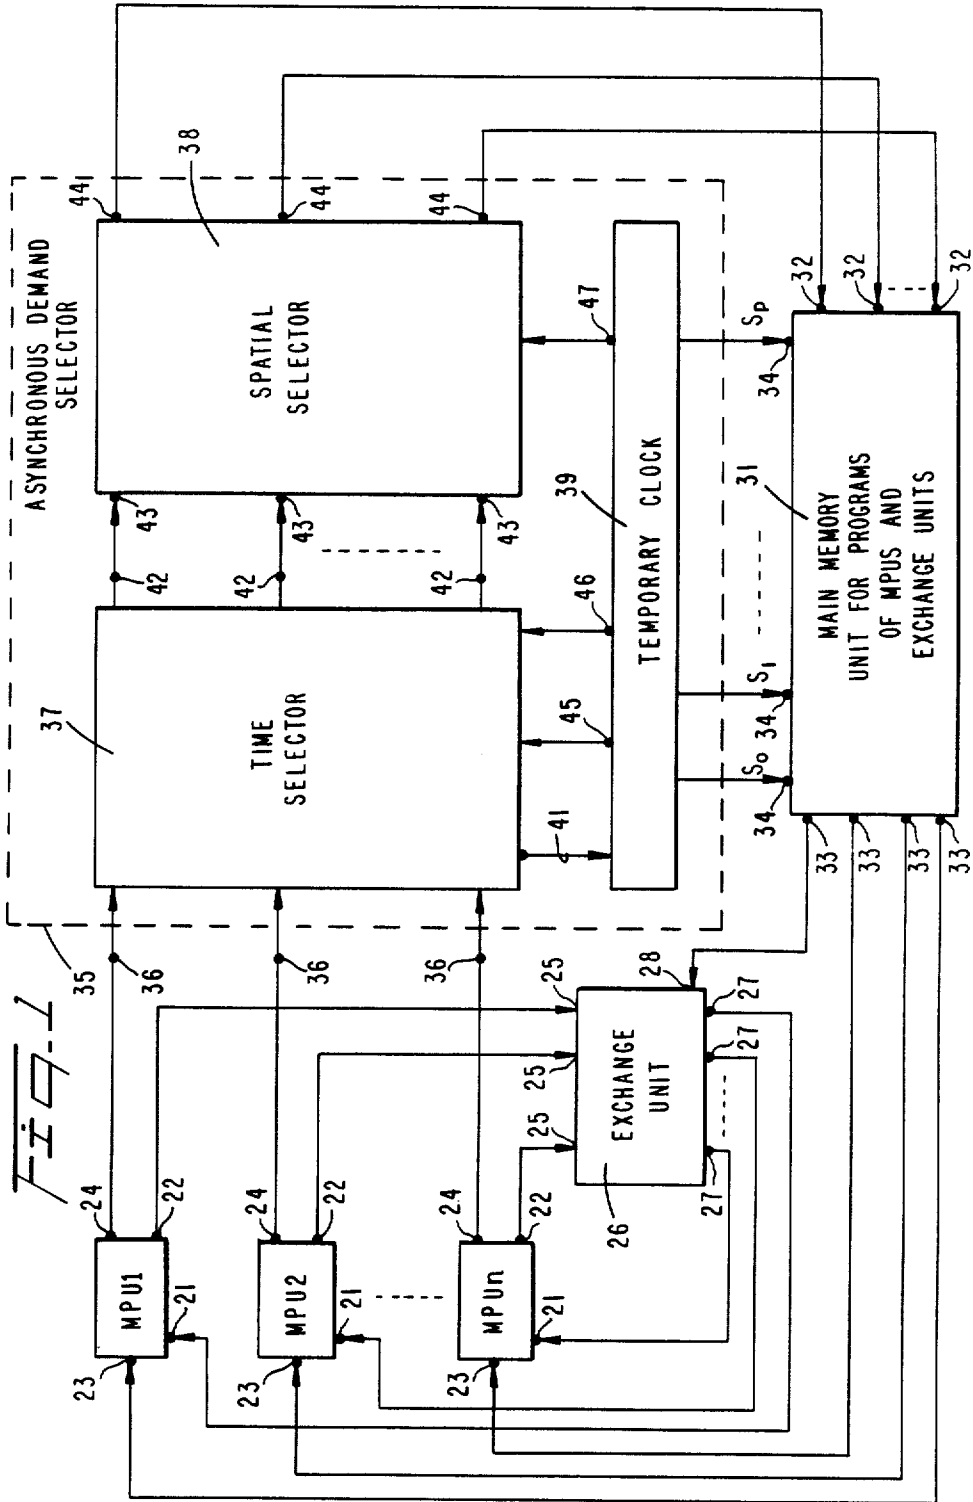 Fig-1
ASYNCHRONOUS DEMAND
SELECTOR
35
24
36
37
42
43
38
44
MPU1
22
23
21
TIME
SELECTOR
SPATIAL
SELECTOR
24
36
42
43
44
MPU2
22
23
21
24
36
42
43
44
MPUn
22
23
21
41
45
46
47
39
TEMPORARY CLOCK
25
25
25
28
EXCHANGE
UNIT
26
27
27
27
S0
S1
Sp
34
34
34
32
32
32
31
MAIN MEMORY
UNIT FOR PROGRAMS
OF MPUS AND
EXCHANGE UNITS
33
33
33
33